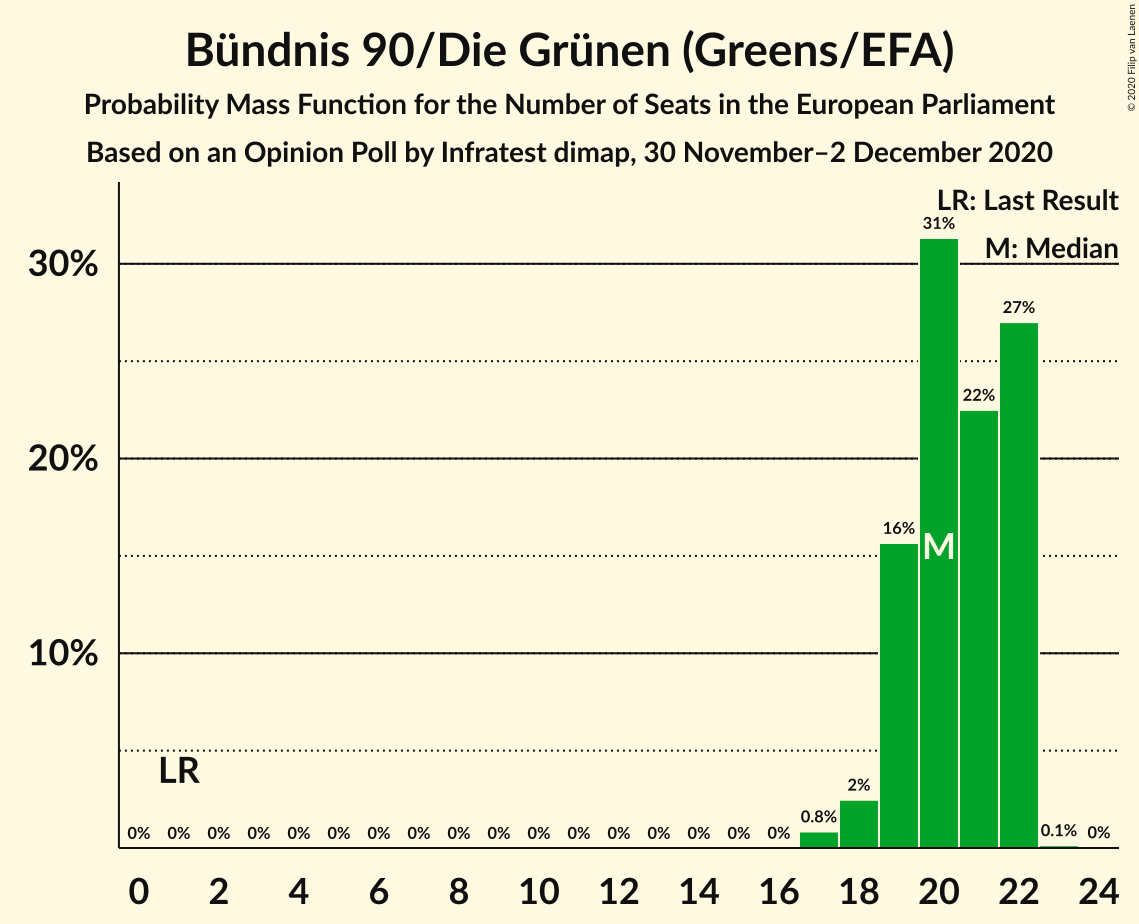 Bündnis 90/Die Grünen (Greens/EFA)
Probability Mass Function for the Number of Seats in the European Parliament
Based on an Opinion Poll by Infratest dimap, 30 November–2 December 2020
© 2020 Filip van Laenen
LR: Last Result
M: Median
30%
20%
10%
31%
27%
22%
16%
M
LR
2%
0.8%
0.1%
0% 0% 0% 0% 0% 0% 0% 0% 0% 0% 0% 0% 0% 0% 0% 0% 0% 0%
0 2 4 6 8 10 12 14 16 18 20 22 24